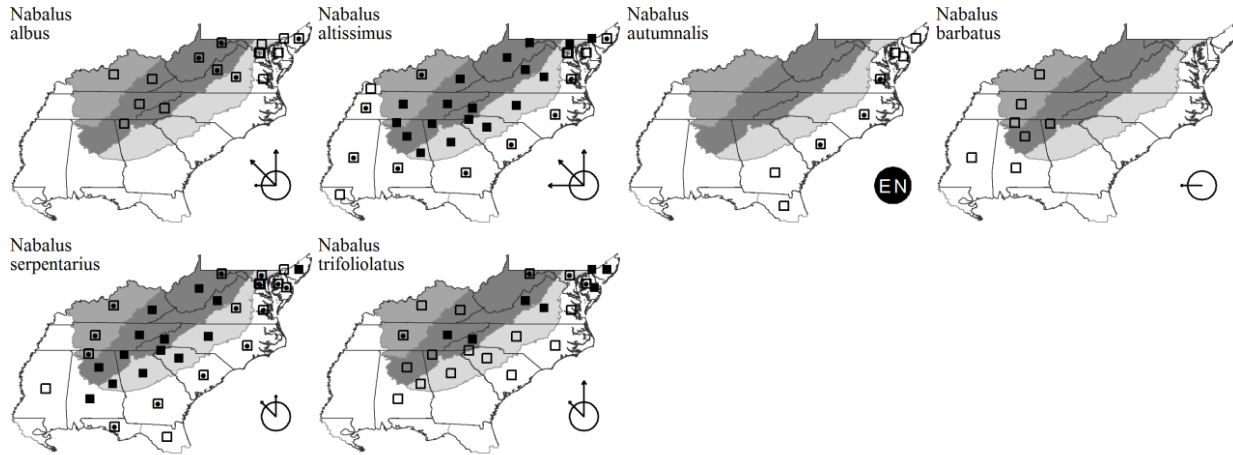 Nabalus
albus
Nabalus
altissimus
Nabalus
autumnalis
EN
Nabalus
barbatus
Nabalus
serpentarius
Nabalus
trifoliolatus